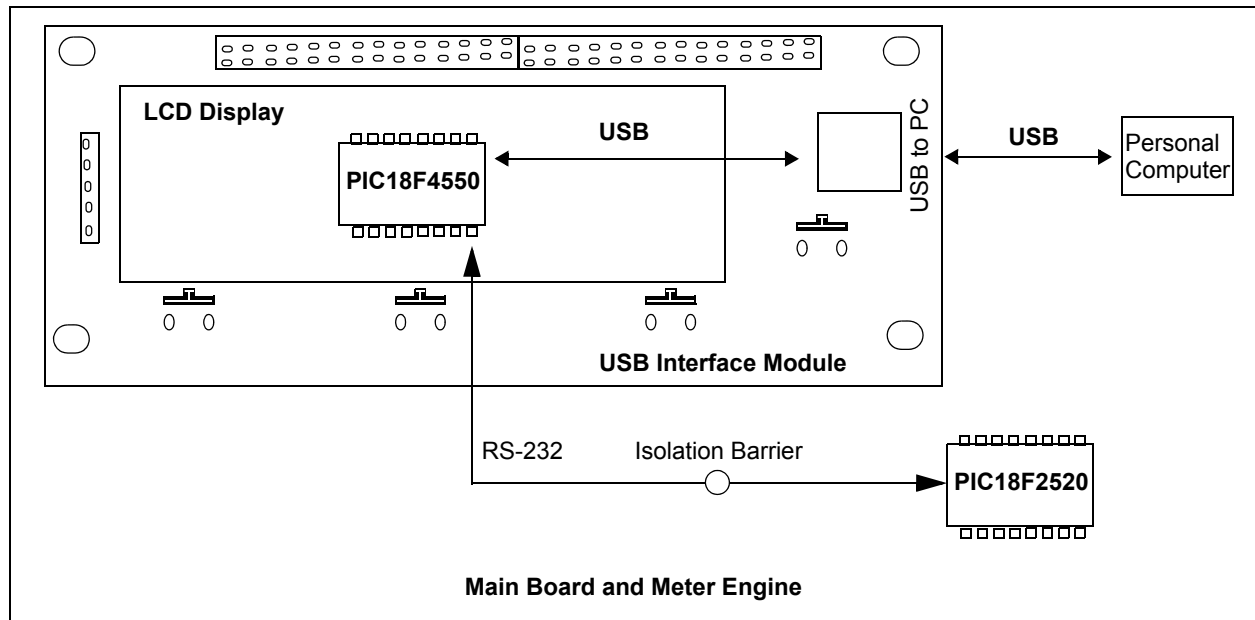 LCD Display
PIC18F4550
USB
USB to PC
USB
Personal
Computer
USB Interface Module
RS-232
Isolation Barrier
PIC18F2520
Main Board and Meter Engine